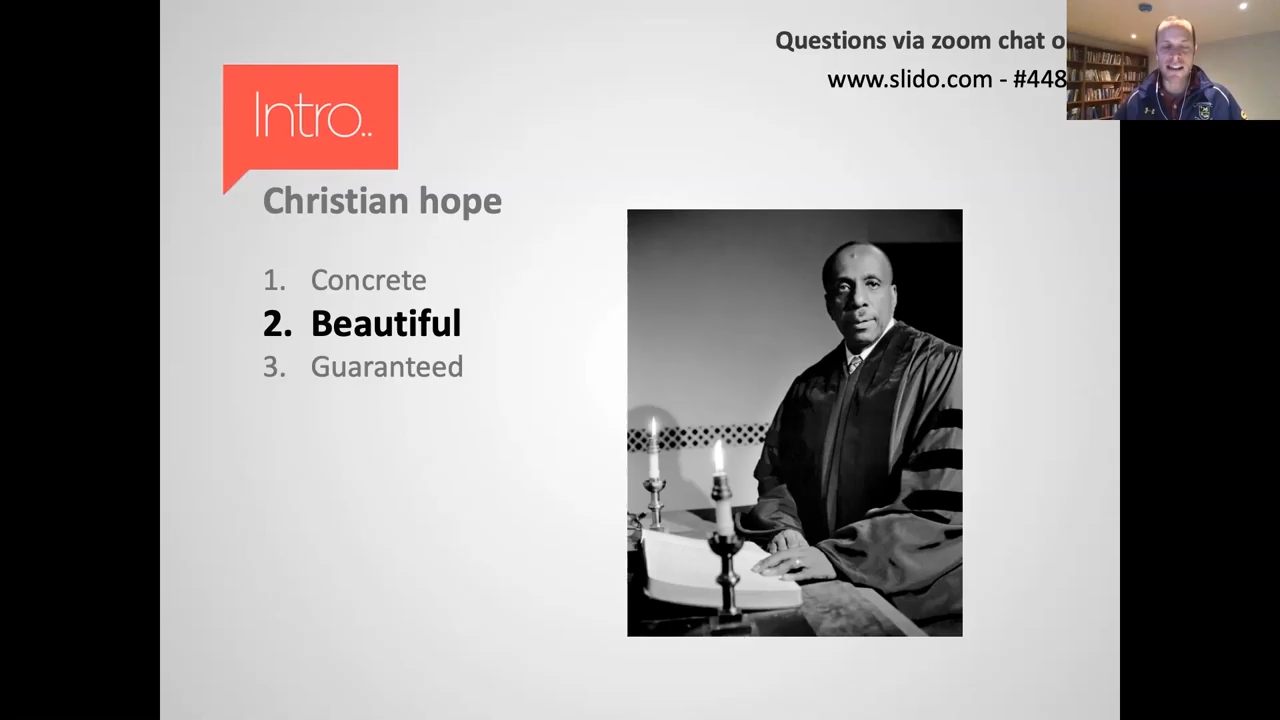 Questions via zoom chat o
www.slido.com - #448
Intro..
Christian hope
1. Concrete
2. Beautiful
3. Guaranteed